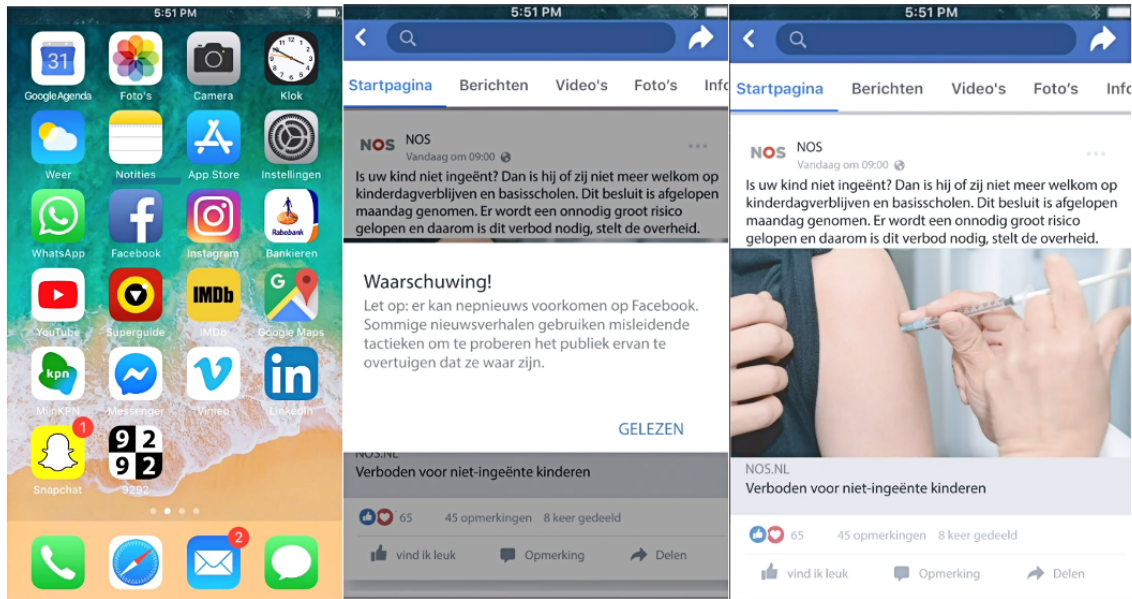 5:51 PM
31
GoogleAgenda Foto's Camera Klok
Weer Notities App Store Instellingen
Rabobank
WhatsApp Facebook Instagram Bankieren
IMDb
YouTube Superguide IMDb Google Maps
kpn
in
MijnKPN Messenger Vimeo LinkedIn
1
92
92
Snapchat 9292
2
5:51 PM
Startpagina Berichten Video's Foto's Info
NOS NOS
Vandaag om 09:00
Is uw kind niet ingeënt? Dan is hij of zij niet meer welkom op
kinderdagverblijven en basisscholen. Dit besluit is afgelopen
maandag genomen. Er wordt een onnodig groot risico
gelopen en daarom is dit verbod nodig, stelt de overheid.
Waarschuwing!
Let op: er kan nepnieuws voorkomen op Facebook.
Sommige nieuwsverhalen gebruiken misleidende
tactieken om te proberen het publiek ervan te
overtuigen dat ze waar zijn.
GELEZEN
NOS.NL
Verboden voor niet-ingeënte kinderen
65 45 opmerkingen 8 keer gedeeld
vind ik leuk Opmerking Delen
5:51 PM
Startpagina Berichten Video's Foto's Info
NOS NOS
Vandaag om 09:00
Is uw kind niet ingeënt? Dan is hij of zij niet meer welkom op
kinderdagverblijven en basisscholen. Dit besluit is afgelopen
maandag genomen. Er wordt een onnodig groot risico
gelopen en daarom is dit verbod nodig, stelt de overheid.
NOS.NL
Verboden voor niet-ingeënte kinderen
65 45 opmerkingen 8 keer gedeeld
vind ik leuk Opmerking Delen